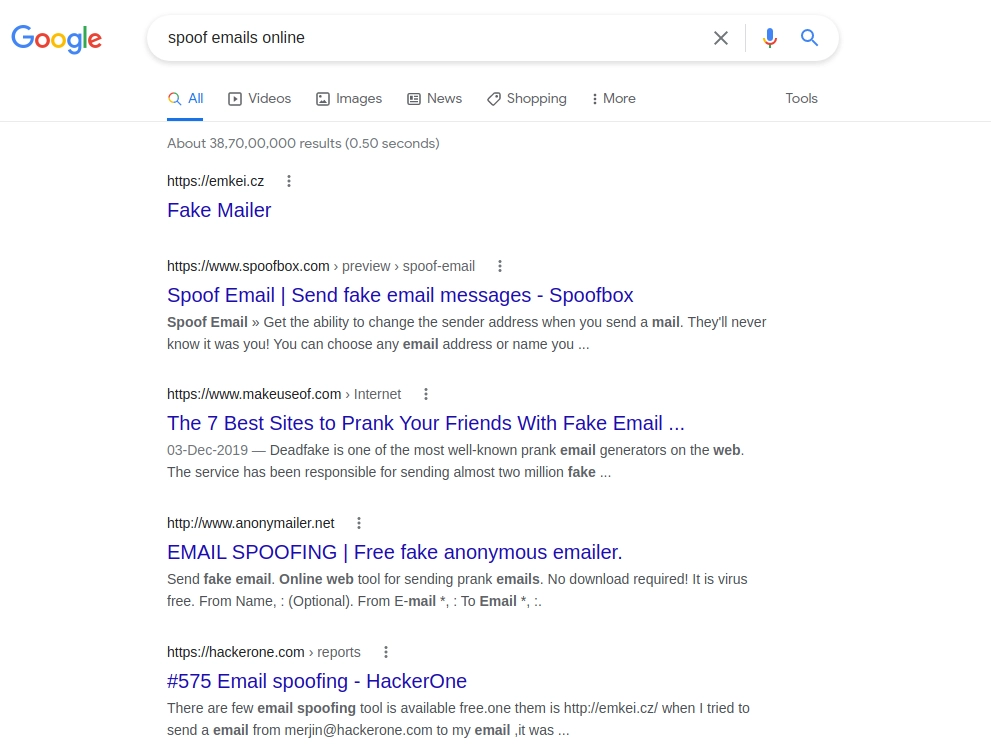 Google
spoof emails online
All Videos Images News Shopping More Tools
About 38,70,00,000 results (0.50 seconds)
https://emkei.cz
Fake Mailer
https://www.spoofbox.com › preview › spoof-email
Spoof Email | Send fake email messages - Spoofbox
Spoof Email » Get the ability to change the sender address when you send a mail. They'll never
know it was you! You can choose any email address or name you ...
https://www.makeuseof.com › Internet
The 7 Best Sites to Prank Your Friends With Fake Email ...
03-Dec-2019 — Deadfake is one of the most well-known prank email generators on the web.
The service has been responsible for sending almost two million fake ...
http://www.anonymailer.net
EMAIL SPOOFING | Free fake anonymous emailer.
Send fake email. Online web tool for sending prank emails. No download required! It is virus
free. From Name, : (Optional). From E-mail *, : To Email *, :.
https://hackerone.com › reports
#575 Email spoofing - HackerOne
There are few email spoofing tool is available free.one them is http://emkei.cz/ when I tried to
send a email from merjin@hackerone.com to my email ,it was ...